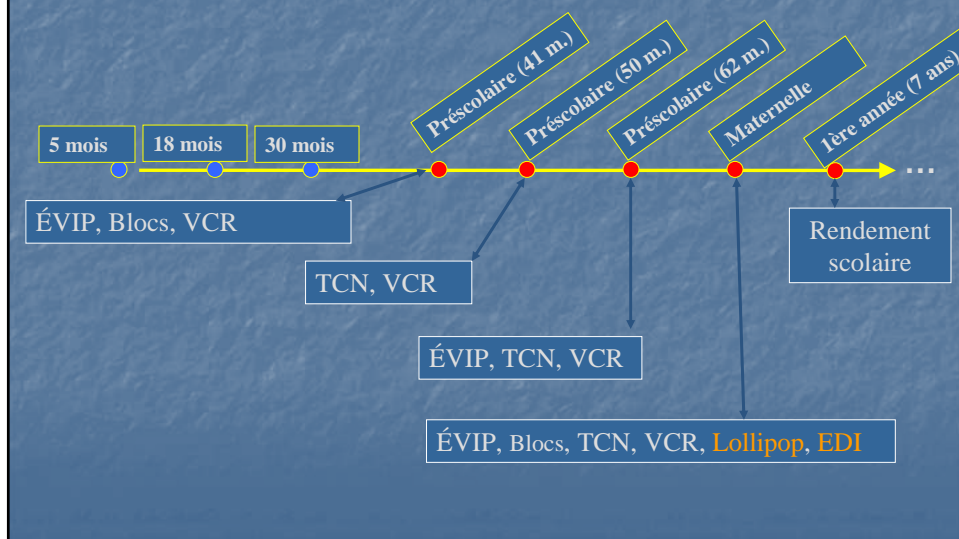 5 mois
18 mois
30 mois
Préscolaire (41 m.)
Préscolaire (50 m.)
Préscolaire (62 m.)
Maternelle
1ère année (7 ans)
...
ÉVIP, Blocs, VCR
TCN, VCR
ÉVIP, TCN, VCR
ÉVIP, Blocs, TCN, VCR, Lollipop, EDI
Rendement
scolaire